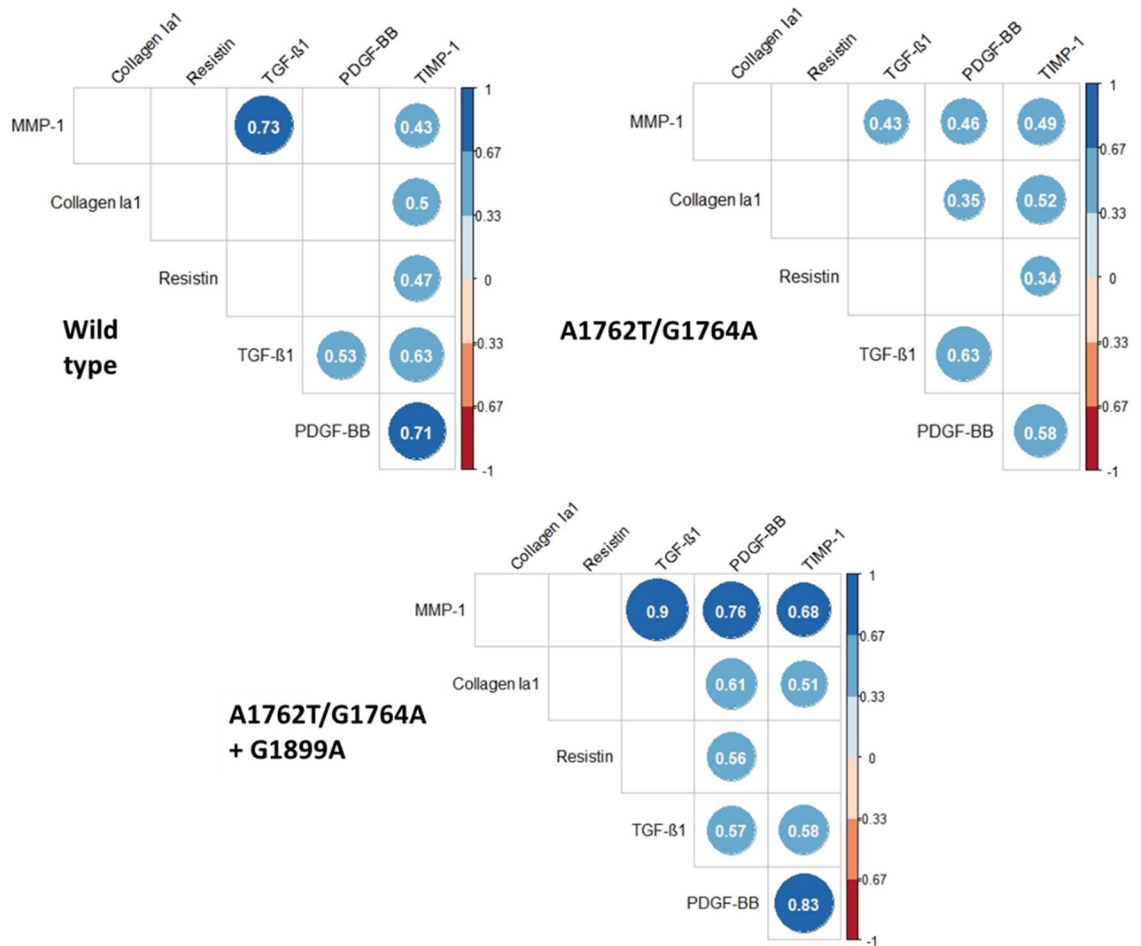 Collagen Ia1 Resistin TGF-ß1 PDGF-BB TIMP-1
MMP-1 0.73 0.43
Collagen Ia1 0.5
Resistin 0.47
TGF-ß1 0.53 0.63
PDGF-BB 0.71
1
0.67
0.33
0
-0.33
-0.67
-1
Wild
type
Collagen Ia1 Resistin TGF-ß1 PDGF-BB TIMP-1
MMP-1 0.43 0.46 0.49
Collagen Ia1 0.35 0.52
Resistin 0.34
TGF-ß1 0.63
PDGF-BB 0.58
1
0.67
0.33
0
-0.33
-0.67
-1
A1762T/G1764A
Collagen Ia1 Resistin TGF-ß1 PDGF-BB TIMP-1
MMP-1 0.9 0.76 0.68
Collagen Ia1 0.61 0.51
Resistin 0.56
TGF-ß1 0.57 0.58
PDGF-BB 0.83
1
0.67
0.33
0
-0.33
-0.67
-1
A1762T/G1764A
+ G1899A